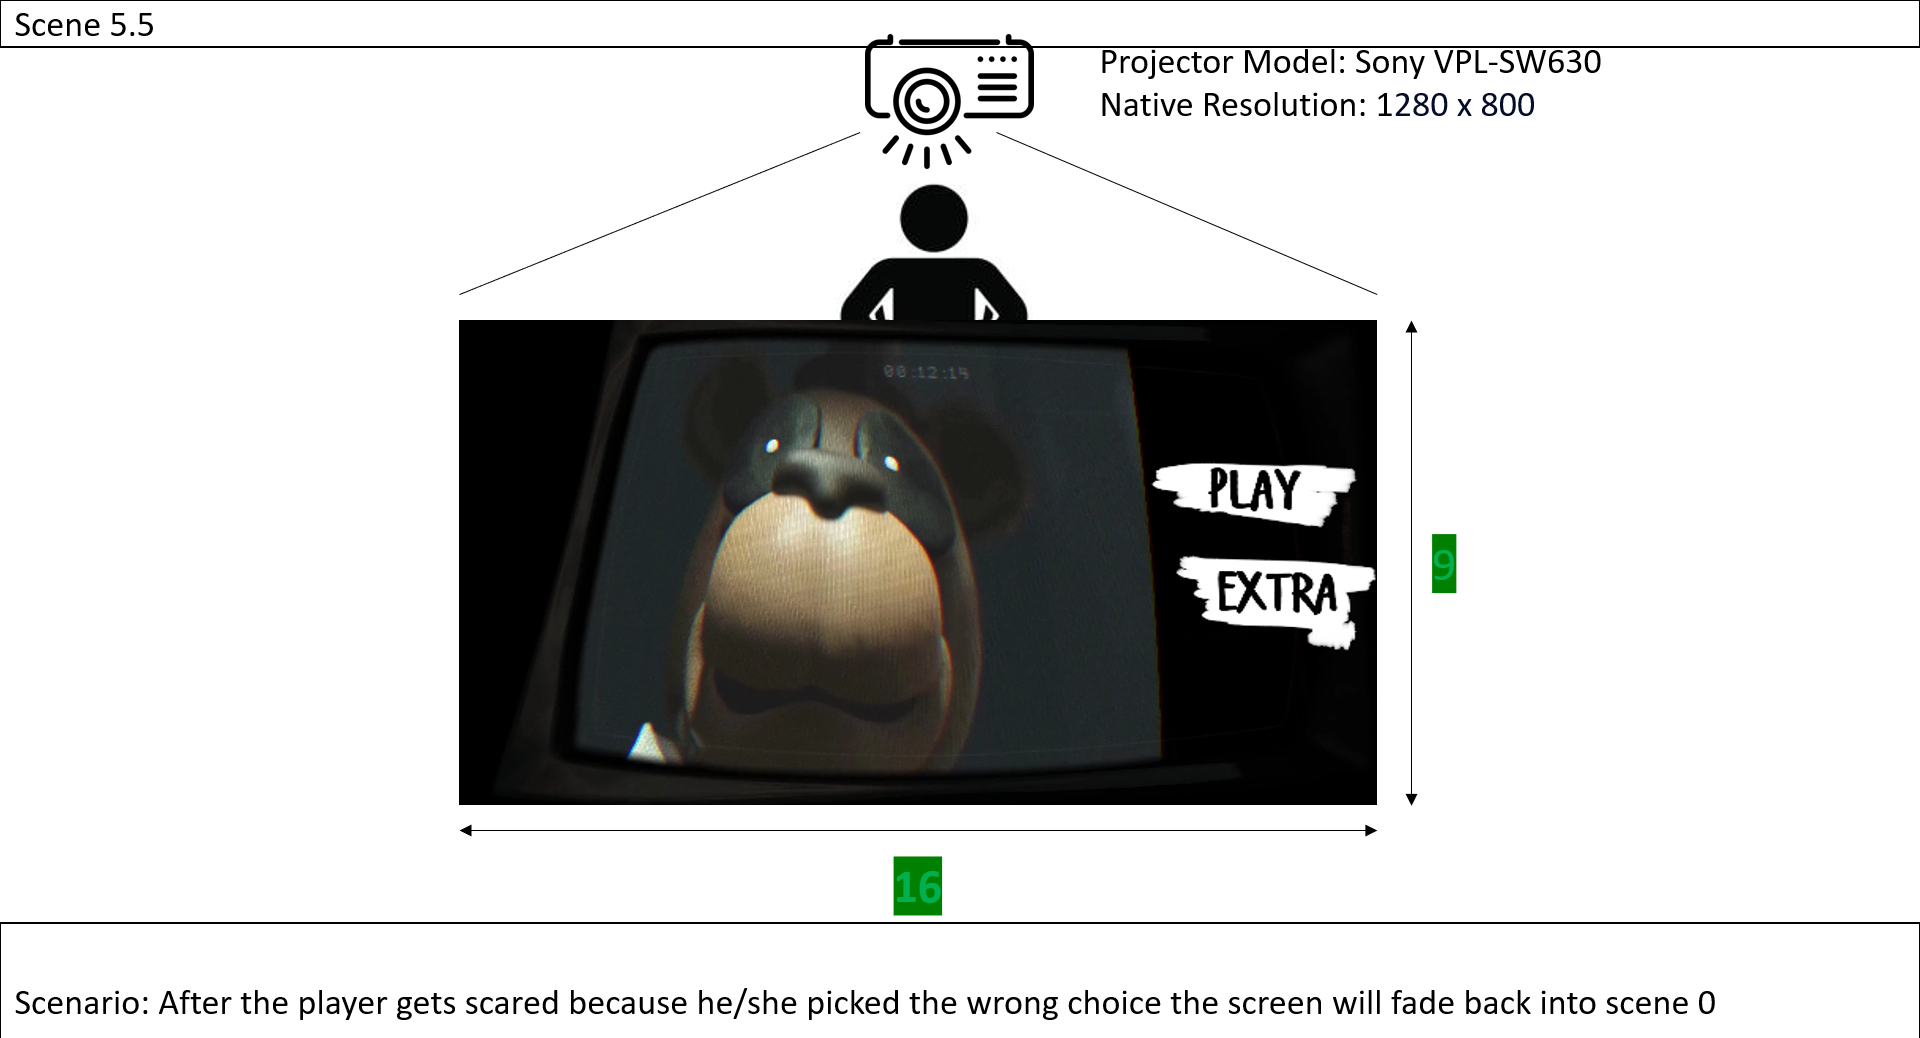 Scene 5.5
Projector Model: Sony VPL-SW630
Native Resolution: 1280 x 800
00:12:14
PLAY
EXTRA
9
16
Scenario: After the player gets scared because he/she picked the wrong choice the screen will fade back into scene 0